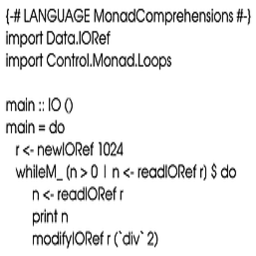 {-# LANGUAGE MonadComprehensions #-}
import Data.IORef
import Control.Monad.Loops

main :: IO ()
main = do
  r <- newIORef 1024
  whileM_ (n > 0 | n <- readIORef r) $ do
    n <- readIORef r
    print n
    modifyIORef r (`div` 2)